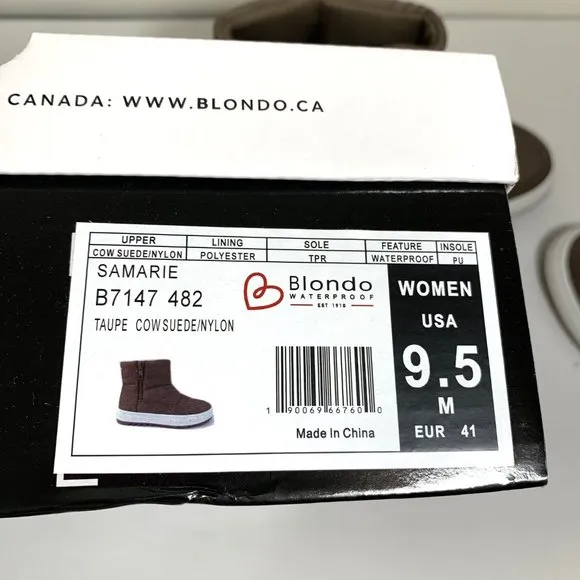 CANADA: WWW.BLONDO.CA
UPPER LINING SOLE FEATURE INSOLE
COW SUEDE/NYLON POLYESTER TPR WATERPROOF PU
SAMARIE
B7147 482
TAUPE COWSUEDE/NYLON
Blondo
WATERPROOF
EST 1910
WOMEN
USA
9.5
M
EUR 41
1 90069 66760 0
Made In China